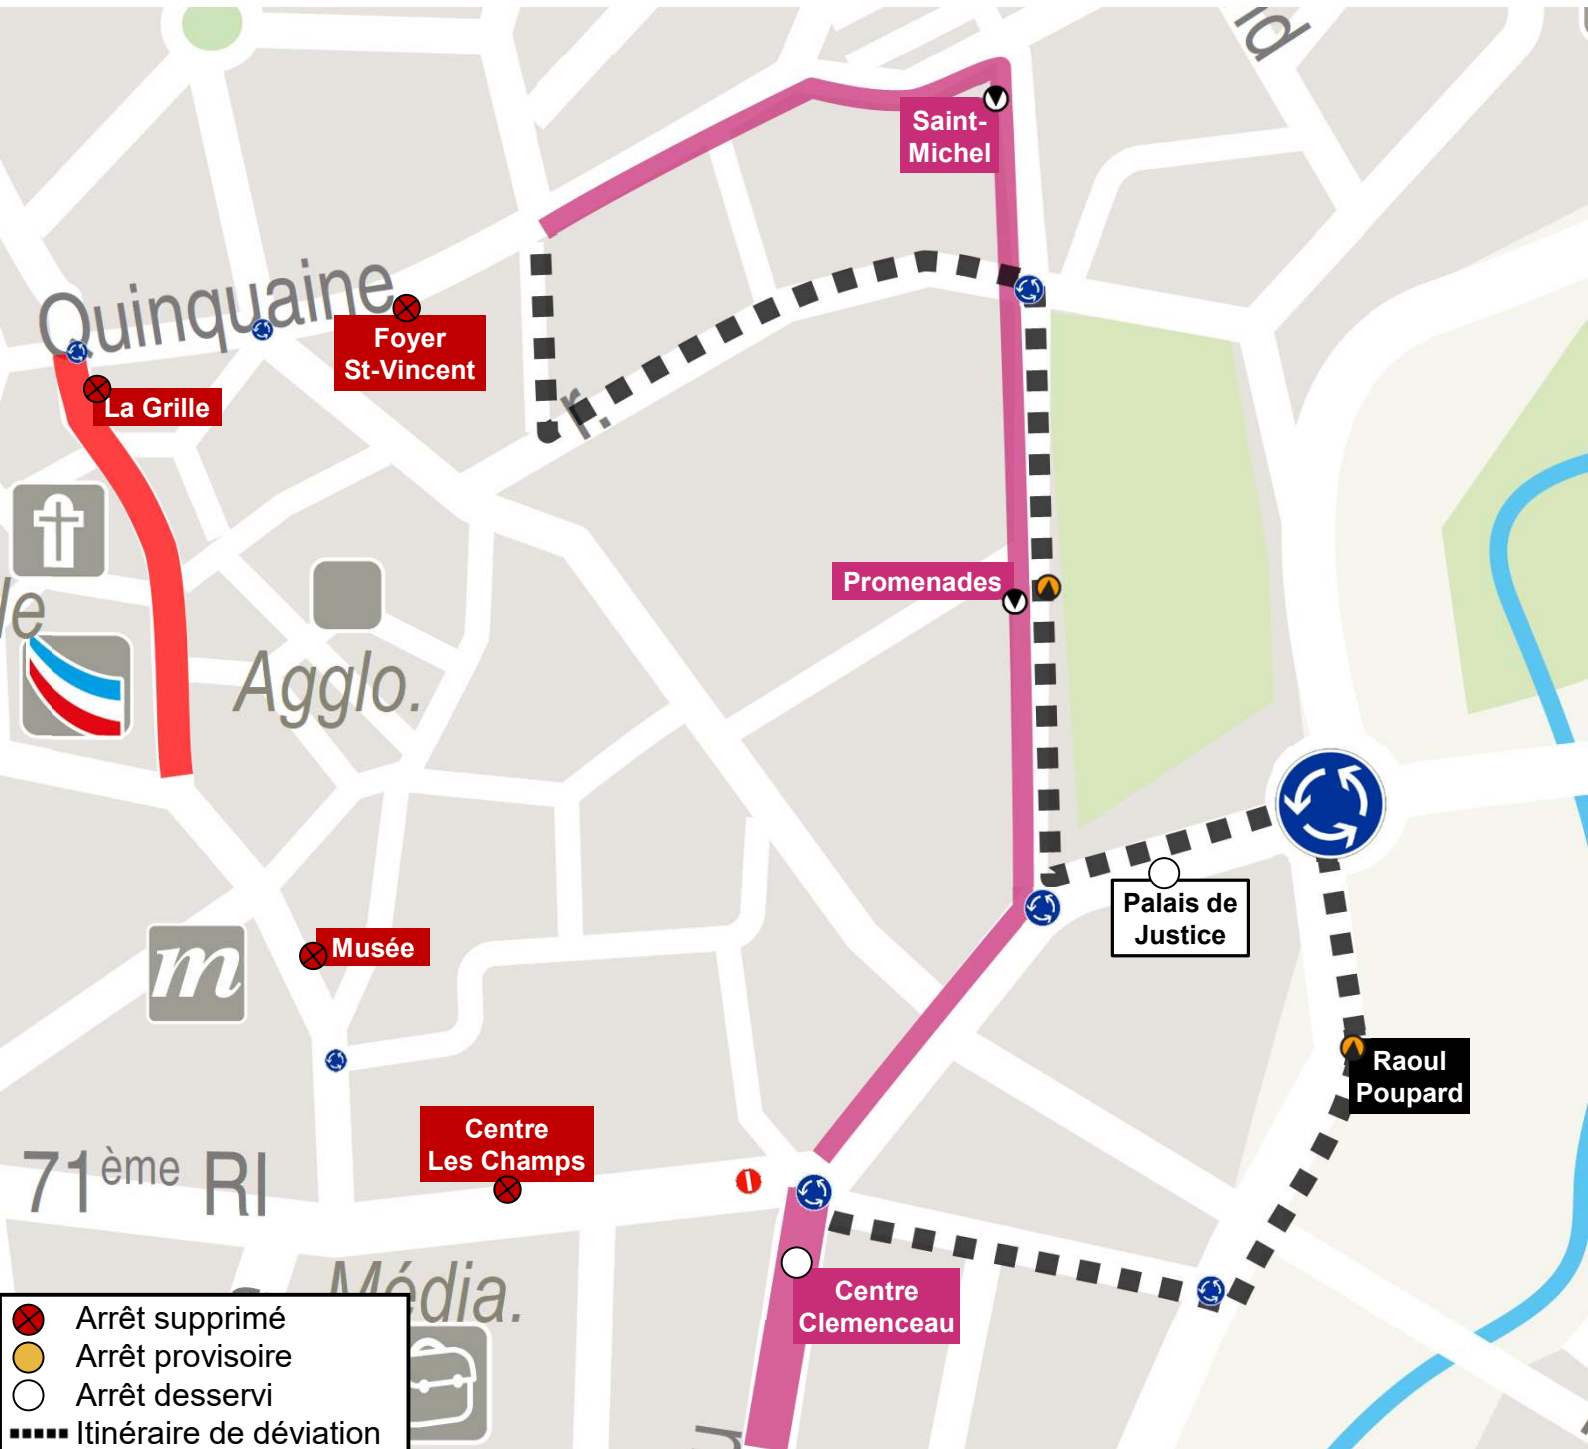 Saint-
Michel
Quinquaine
Foyer
St-Vincent
La Grille
r.
Promenades
Agglo.
Palais de
Justice
Musée
m
Raoul
Poupard
Centre
Les Champs
71ème RI
Média.
Centre
Clemenceau
Arrêt supprimé
Arrêt provisoire
Arrêt desservi
Itinéraire de déviation